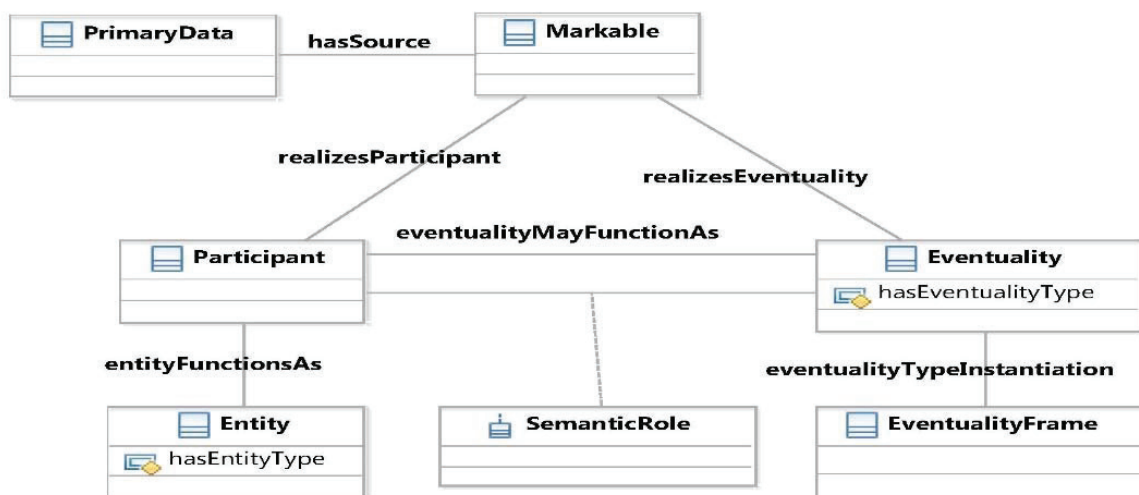 PrimaryData
hasSource
Markable
realizesParticipant
realizesEventuality
eventualityMayFunctionAs
Participant
Eventuality
hasEventualityType
entityFunctionsAs
eventualityTypeInstantiation
Entity
SemanticRole
EventualityFrame
hasEntityType